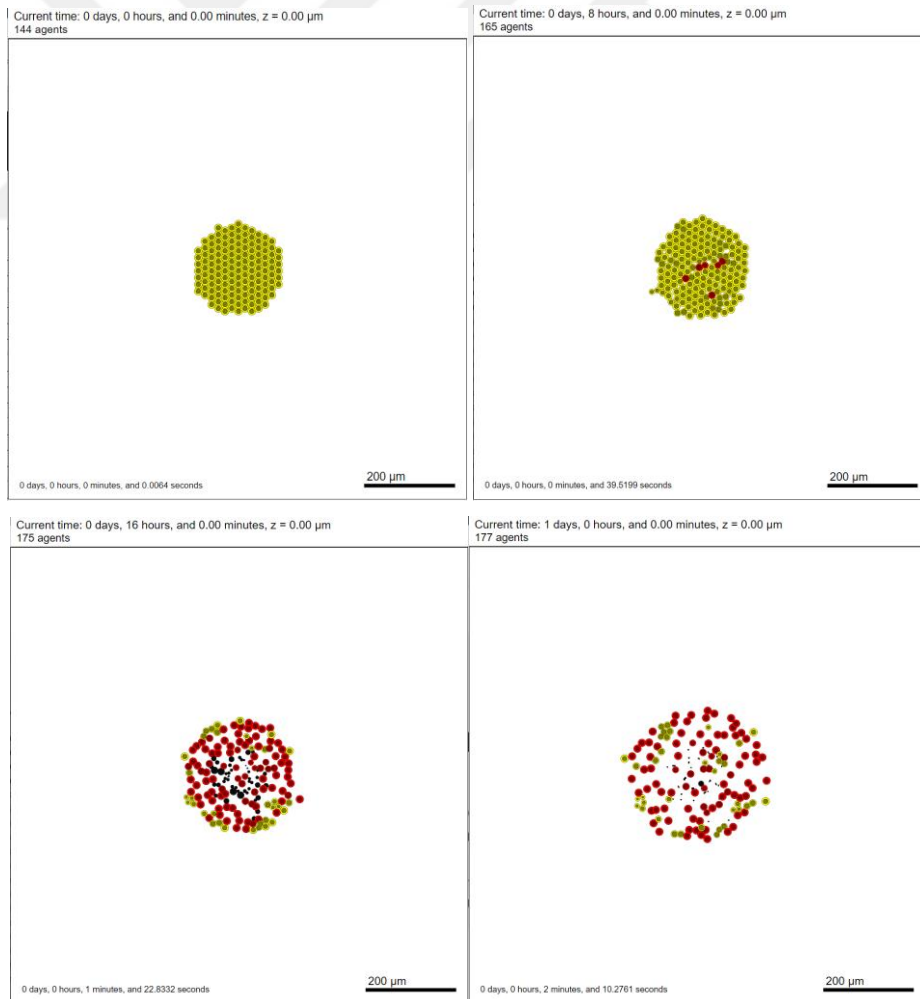 Current time: 0 days, 0 hours, and 0.00 minutes, z = 0.00 μm
144 agents
200 μm
0 days, 0 hours, 0 minutes, and 0.0064 seconds
Current time: 0 days, 8 hours, and 0.00 minutes, z = 0.00 μm
165 agents
200 μm
0 days, 0 hours, 0 minutes, and 39.5199 seconds
Current time: 0 days, 16 hours, and 0.00 minutes, z = 0.00 μm
175 agents
200 μm
0 days, 0 hours, 1 minutes, and 22.8332 seconds
Current time: 1 days, 0 hours, and 0.00 minutes, z = 0.00 μm
177 agents
200 μm
0 days, 0 hours, 2 minutes, and 10.2761 seconds